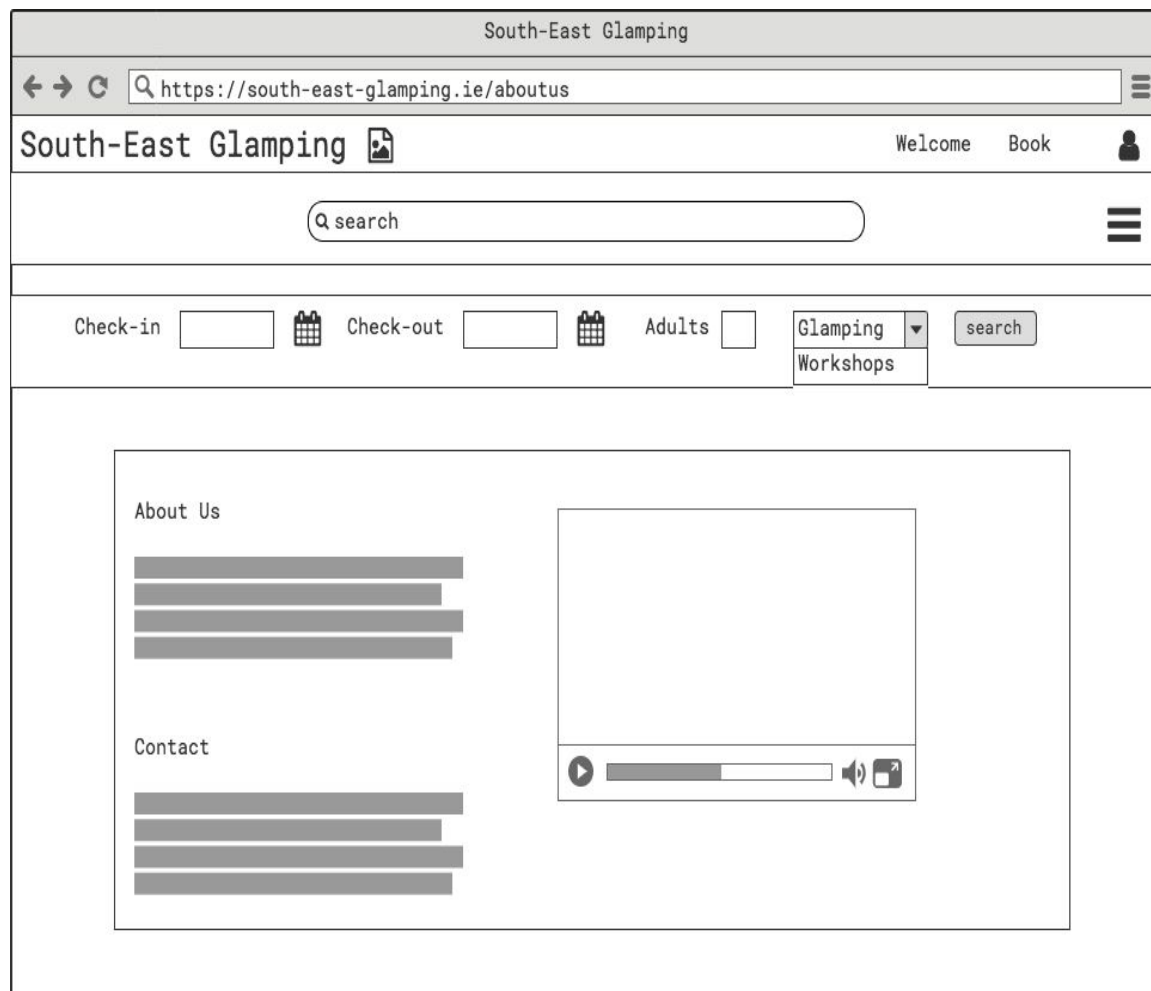 South-East Glamping
https://south-east-glamping.ie/aboutus
South-East Glamping Welcome Book
search
Check-in Check-out Adults Glamping search
Workshops
About Us
Contact